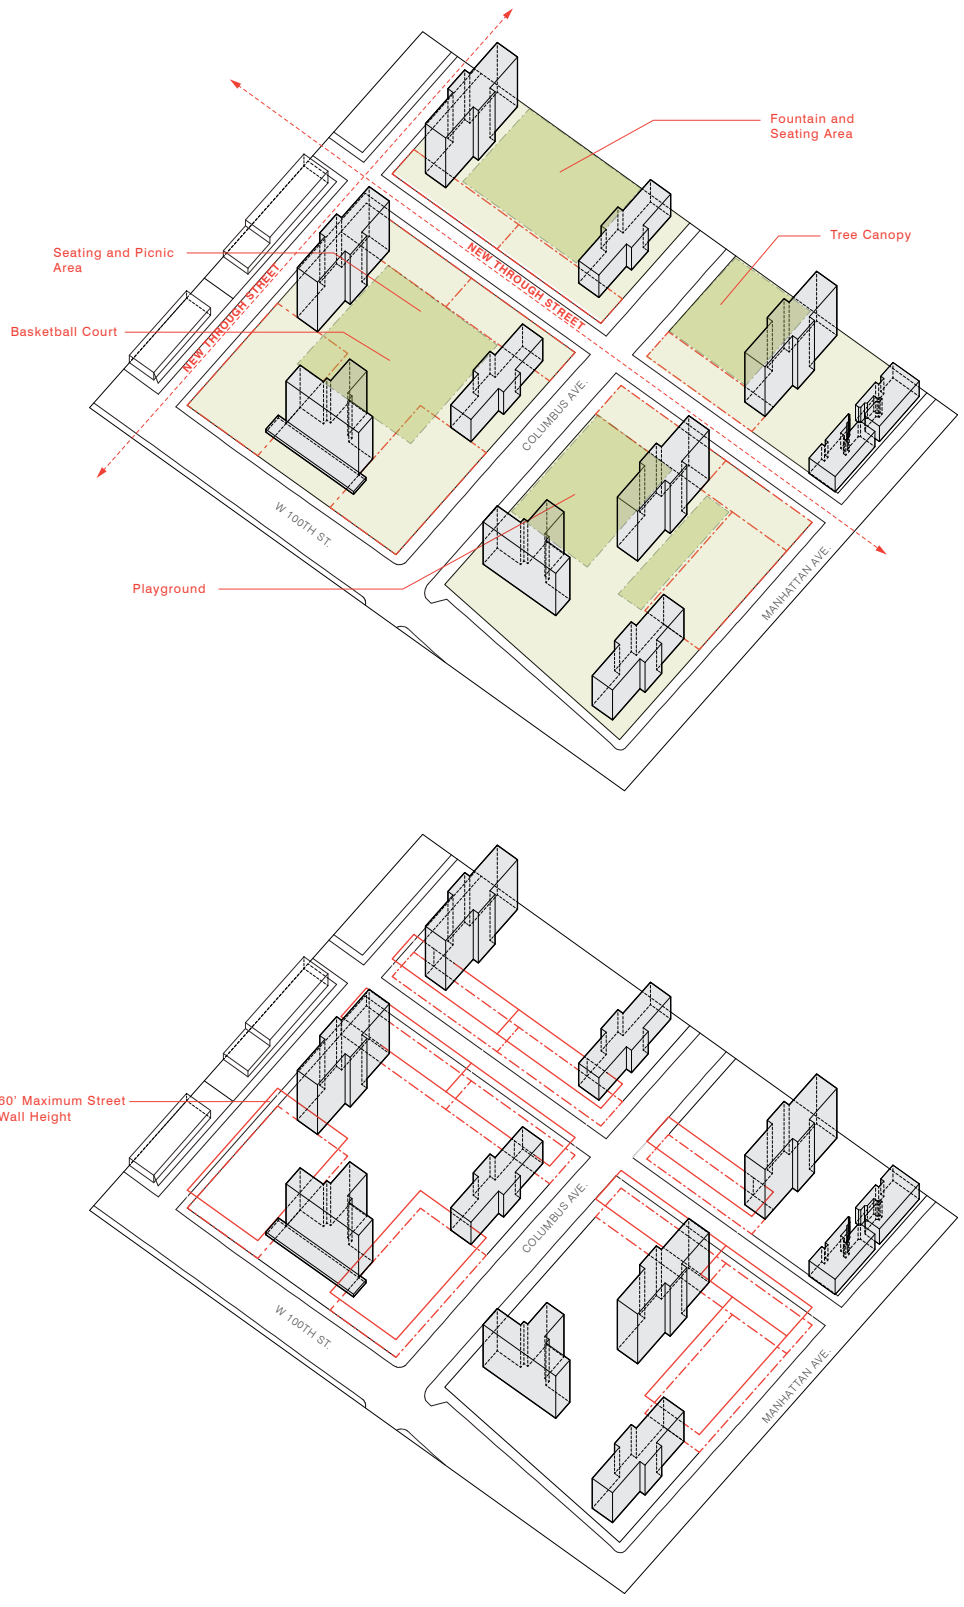 Fountain and
Seating Area
Tree Canopy
Seating and Picnic
Area
NEW THROUGH STREET
NEW THROUGH STREET
Basketball Court
COLUMBUS AVE.
W 100TH ST.
MANHATTAN AVE.
Playground
60' Maximum Street
Wall Height
COLUMBUS AVE.
W 100TH ST.
MANHATTAN AVE.